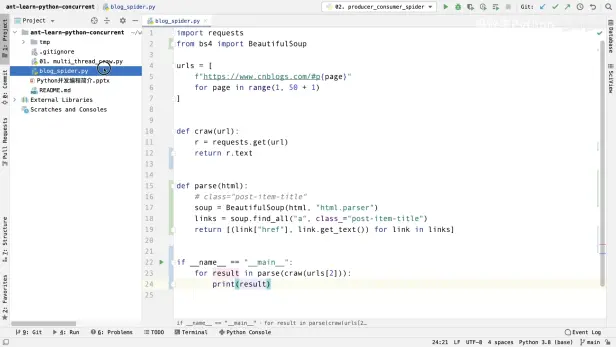 ant-learn-python-concurrent
blog_spider.py
02. producer_consumer_spider
Git:
Project
blog_spider.py
ant-learn-python-concurrent
tmp
.gitignore
01. multi_thread_craw.py
blog_spider.py
Python并发编程简介.pptx
README.md
External Libraries
Scratches and Consoles
1 import requests
2 from bs4 import BeautifulSoup
3
4 urls = [
5 f"https://www.cnblogs.com/#p{page}"
6 for page in range(1, 50 + 1)
7 ]
8
9
10 def craw(url):
11 r = requests.get(url)
12 return r.text
13
14
15 def parse(html):
16 # class="post-item-title"
17 soup = BeautifulSoup(html, "html.parser")
18 links = soup.find_all("a", class_="post-item-title")
19 return [(link["href"], link.get_text()) for link in links]
20
21
22 if __name__ == "__main__":
23 for result in parse(craw(urls[2])):
24 print(result)
25
if __name__ == "__main__" › for result in parse(craw(urls[2...
1: Project
0: Commit
Pull Requests
7: Structure
2: Favorites
Database
SciView
9: Git
4: Run
6: Problems
TODO
Terminal
Python Console
Event Log
24:21 LF UTF-8 4 spaces Python 3.8 (base) main